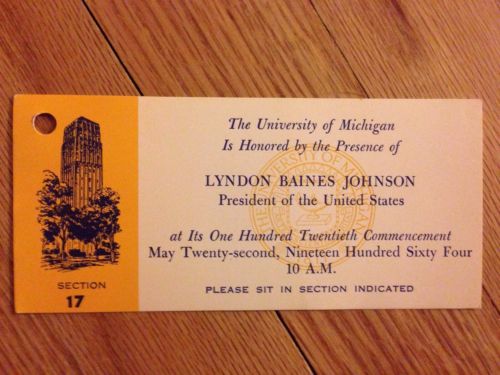 The University of Michigan
Is Honored by the Presence of
LYNDON BAINES JOHNSON
President of the United States
at Its One Hundred Twentieth Commencement
May Twenty-second, Nineteen Hundred Sixty Four
10 A.M.
PLEASE SIT IN SECTION INDICATED
SECTION
17